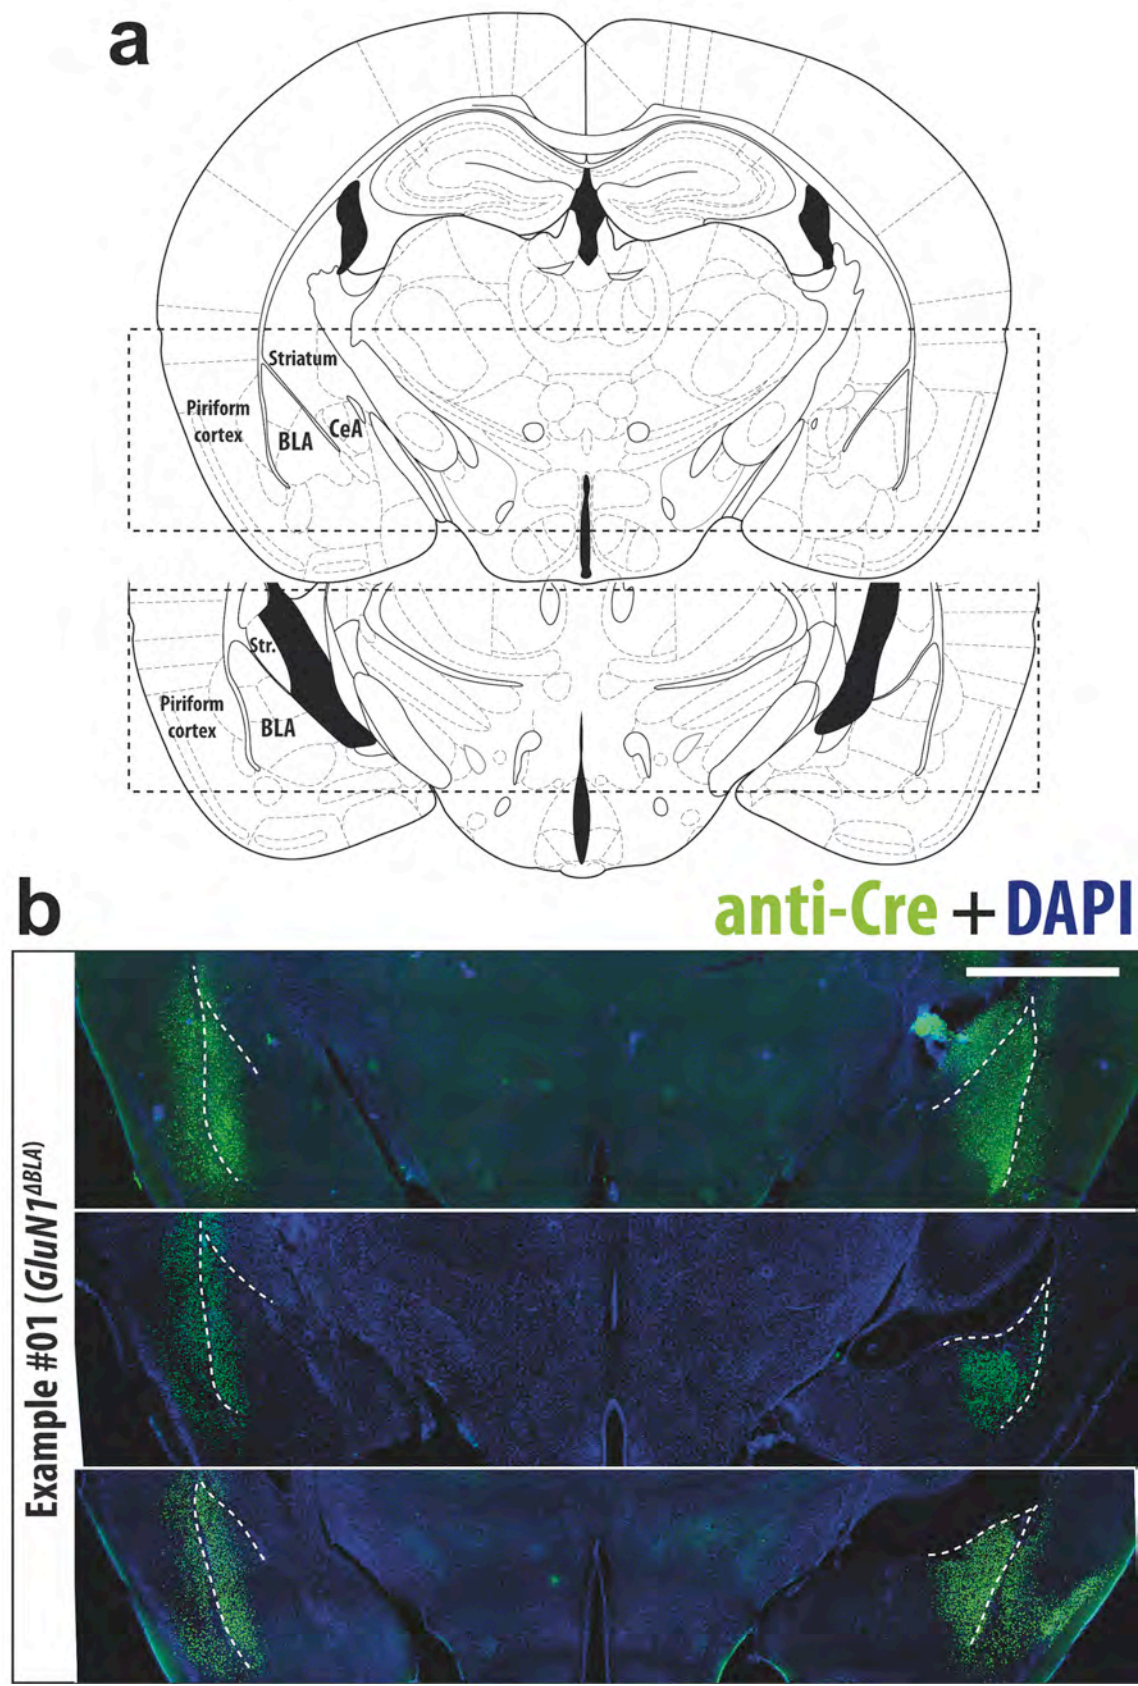 a
Striatum
Piriform
cortex
BLA
CeA
Str.
Piriform
cortex
BLA
b
anti-Cre + DAPI
Example #01 (GluN1ΔBLA)